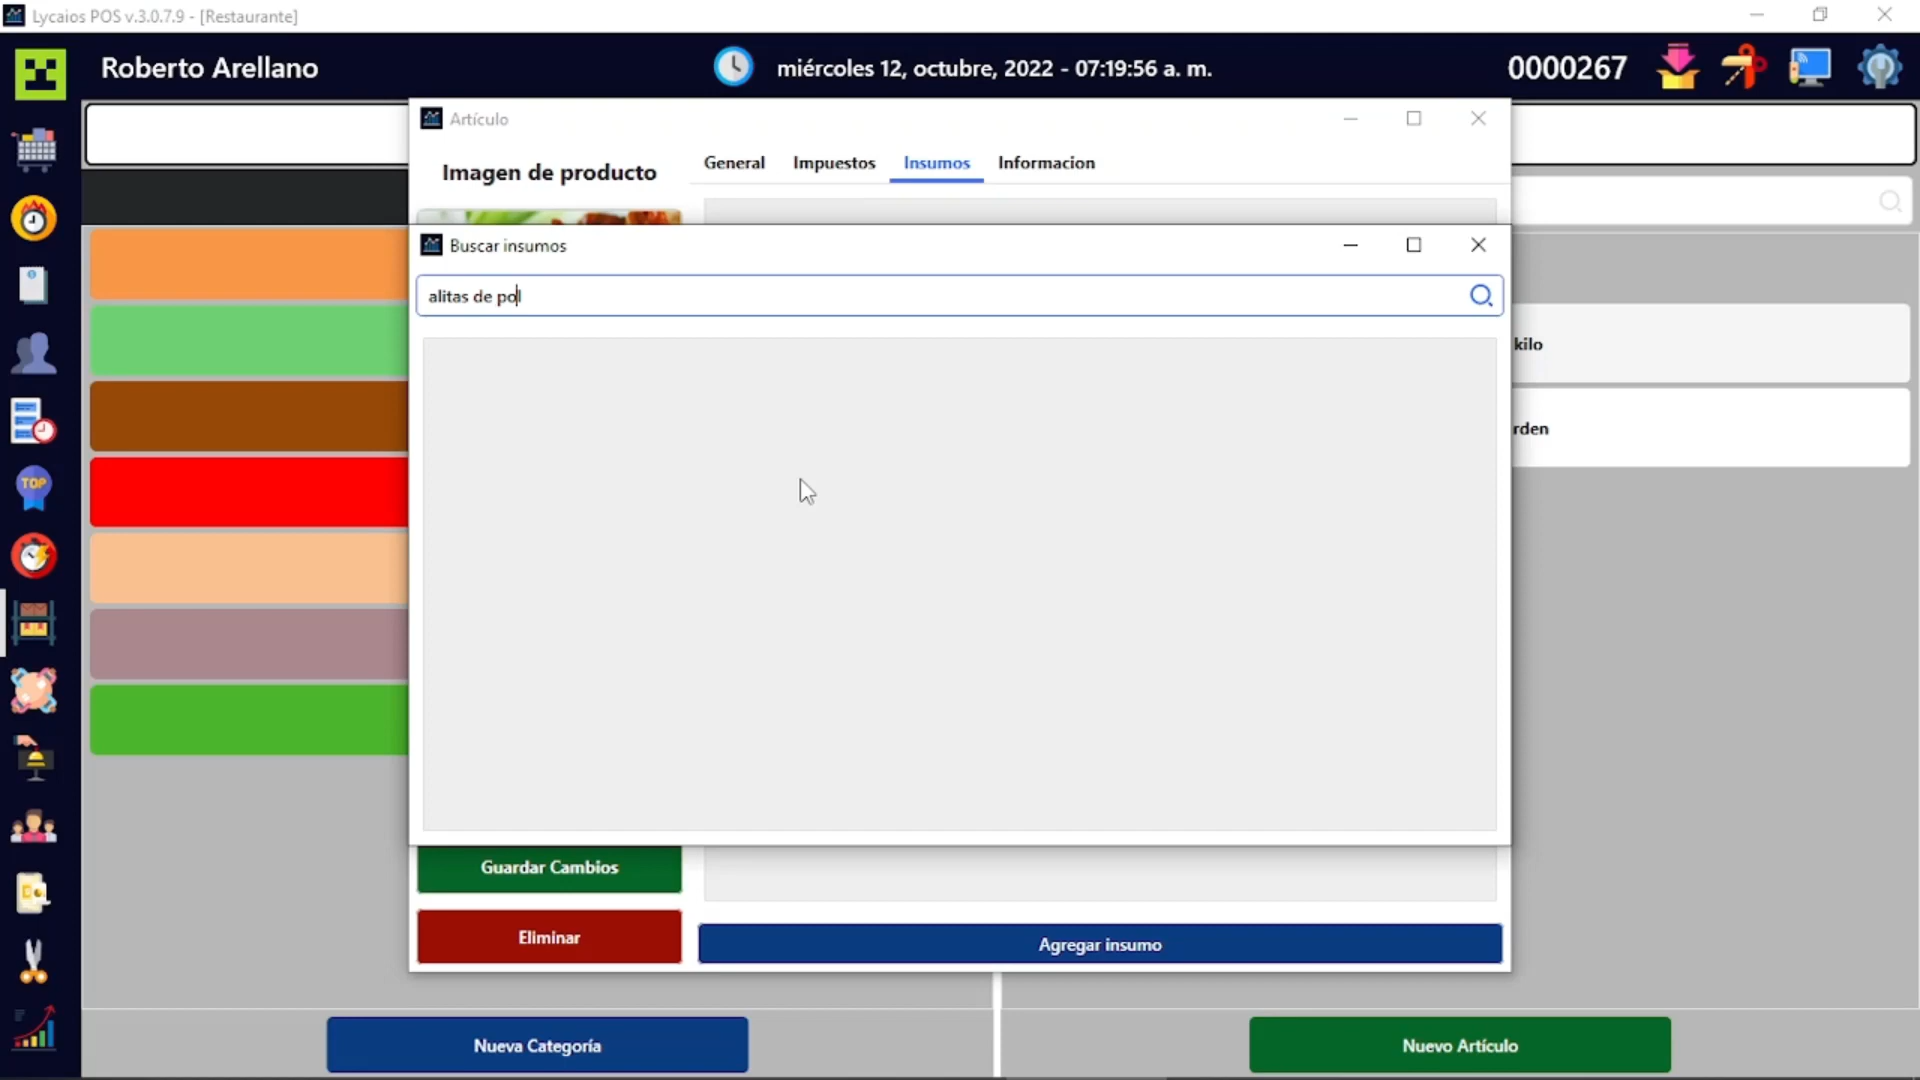 Lycaios POS v.3.0.7.9 - [Restaurante]
Roberto Arellano
miércoles 12, octubre, 2022 - 07:19:56 a. m.
0000267
Artículo
Imagen de producto
General
Impuestos
Insumos
Informacion
Buscar insumos
alitas de pol
kilo
rden
TOP
Guardar Cambios
Eliminar
Agregar insumo
Nueva Categoría
Nuevo Artículo